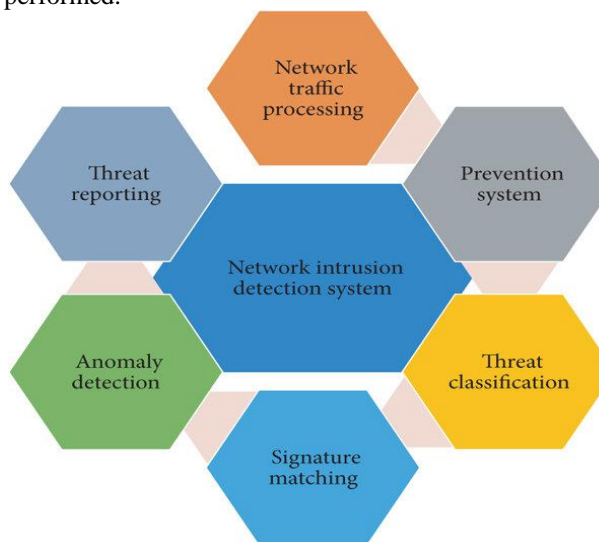 performed.
Network
traffic
processing
Threat
reporting
Prevention
system
Network intrusion
detection system
Anomaly
detection
Threat
classification
Signature
matching